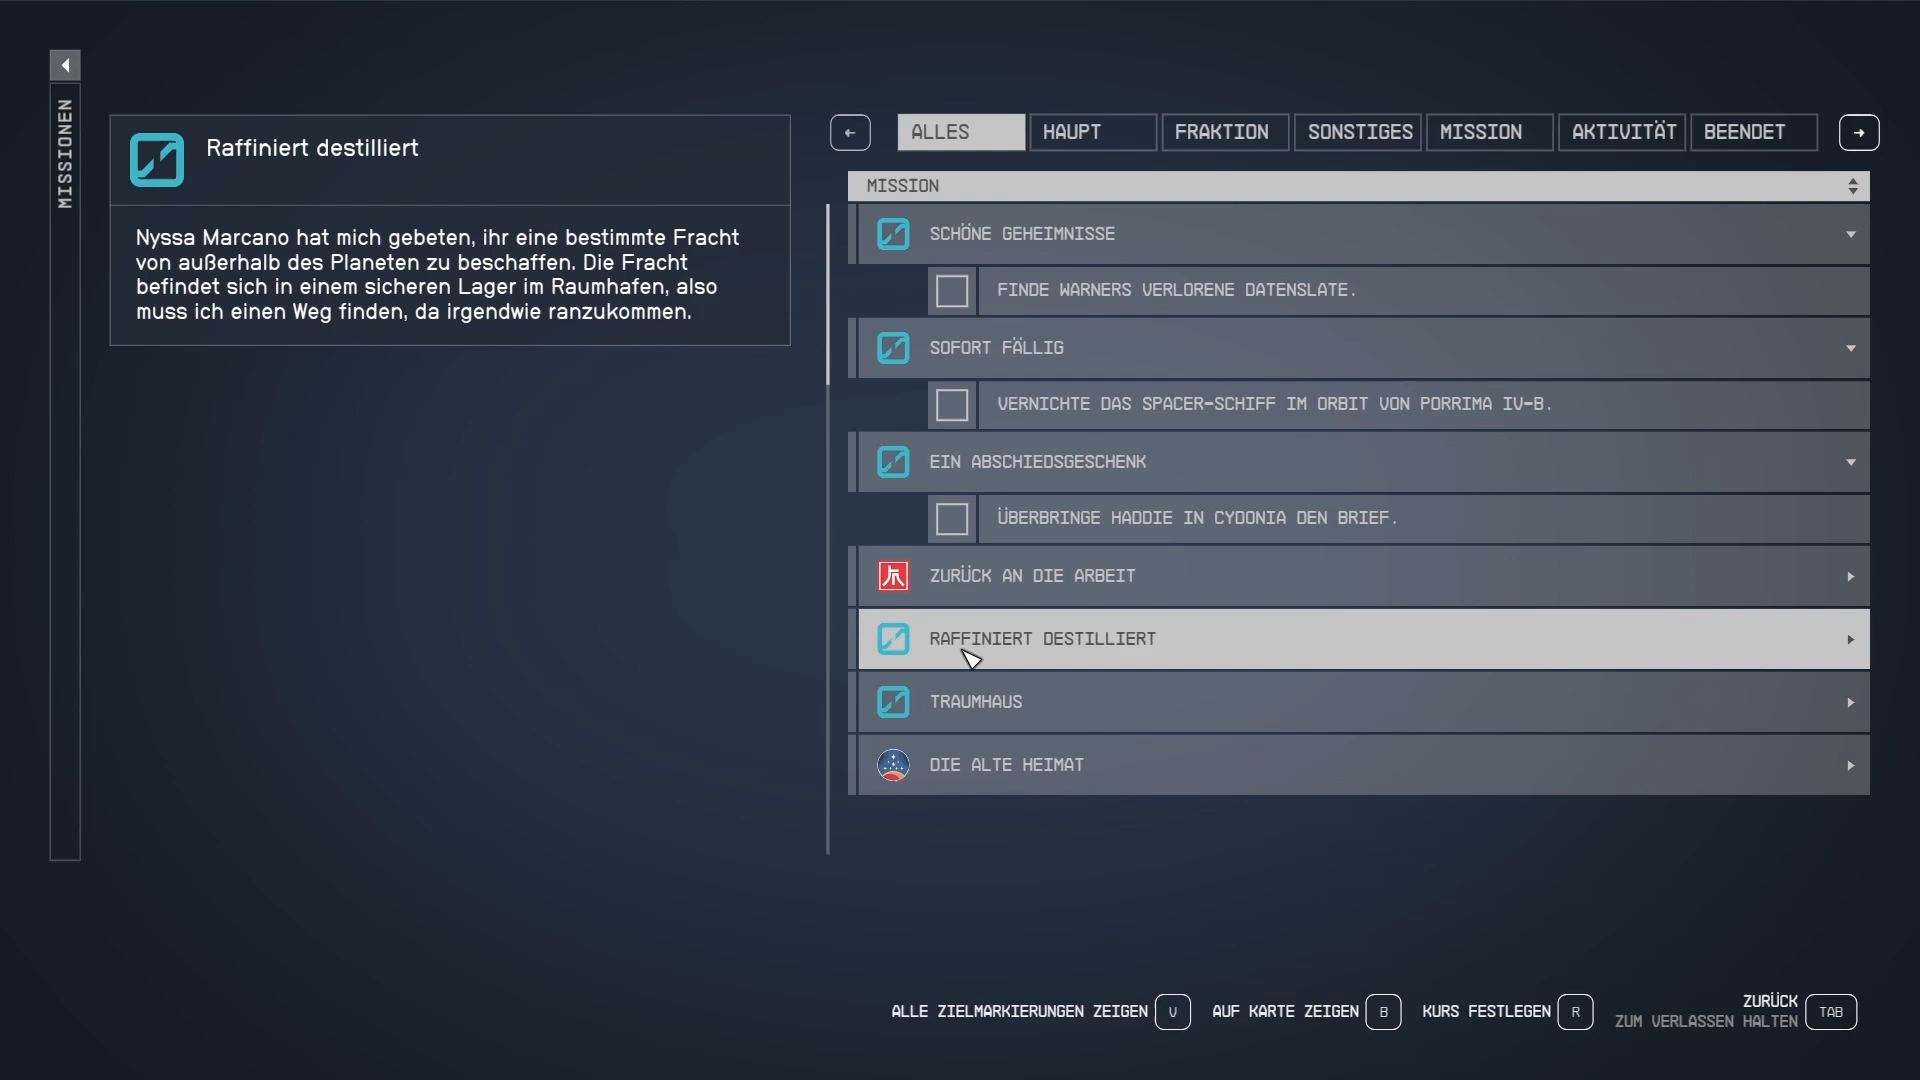 MISSIONEN
Raffiniert destilliert
Nyssa Marcano hat mich gebeten, ihr eine bestimmte Fracht
von außerhalb des Planeten zu beschaffen. Die Fracht
befindet sich in einem sicheren Lager im Raumhafen, also
muss ich einen Weg finden, da irgendwie ranzukommen.
ALLES HAUPT FRAKTION SONSTIGES MISSION AKTIVITÄT BEENDET
MISSION
SCHÖNE GEHEIMNISSE
FINDE WARNERS VERLORENE DATENSLATE.
SOFORT FÄLLIG
VERNICHTE DAS SPACER-SCHIFF IM ORBIT VON PORRIMA IV-B.
EIN ABSCHIEDSGESCHENK
ÜBERBRINGE HADDIE IN CYDONIA DEN BRIEF.
ZURÜCK AN DIE ARBEIT
RAFFINIERT DESTILLIERT
TRAUMHAUS
DIE ALTE HEIMAT
ALLE ZIELMARKIERUNGEN ZEIGEN V AUF KARTE ZEIGEN B KURS FESTLEGEN R ZURÜCK TAB
ZUM VERLASSEN HALTEN